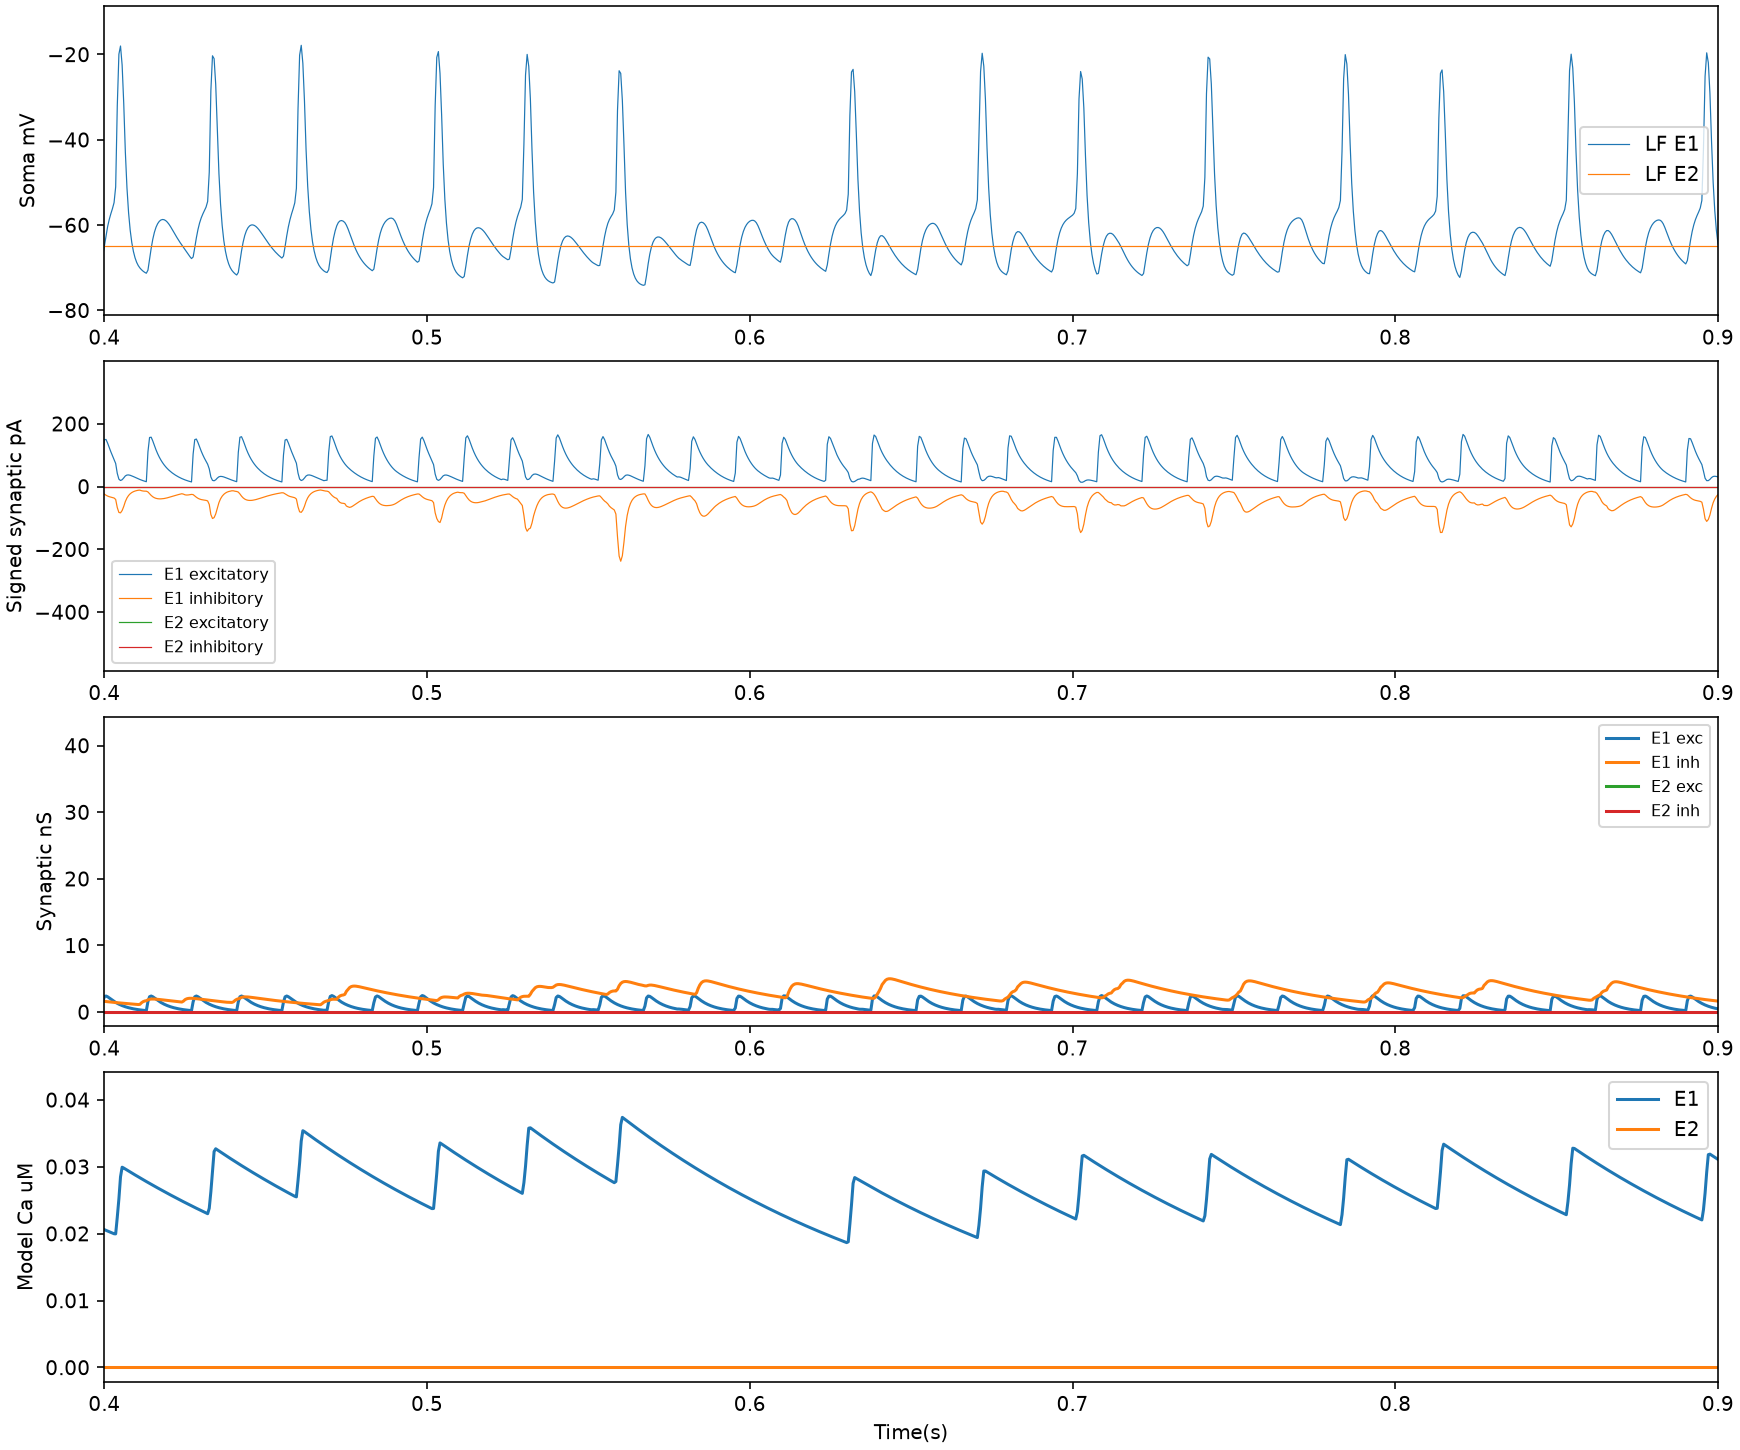 Soma mV
−20
−40
−60
−80
LF E1
LF E2
0.4 0.5 0.6 0.7 0.8 0.9
Signed synaptic pA
200
0
−200
−400
E1 excitatory
E1 inhibitory
E2 excitatory
E2 inhibitory
0.4 0.5 0.6 0.7 0.8 0.9
Synaptic nS
40
30
20
10
0
E1 exc
E1 inh
E2 exc
E2 inh
0.4 0.5 0.6 0.7 0.8 0.9
Model Ca uM
0.04
0.03
0.02
0.01
0.00
E1
E2
0.4 0.5 0.6 0.7 0.8 0.9
Time(s)